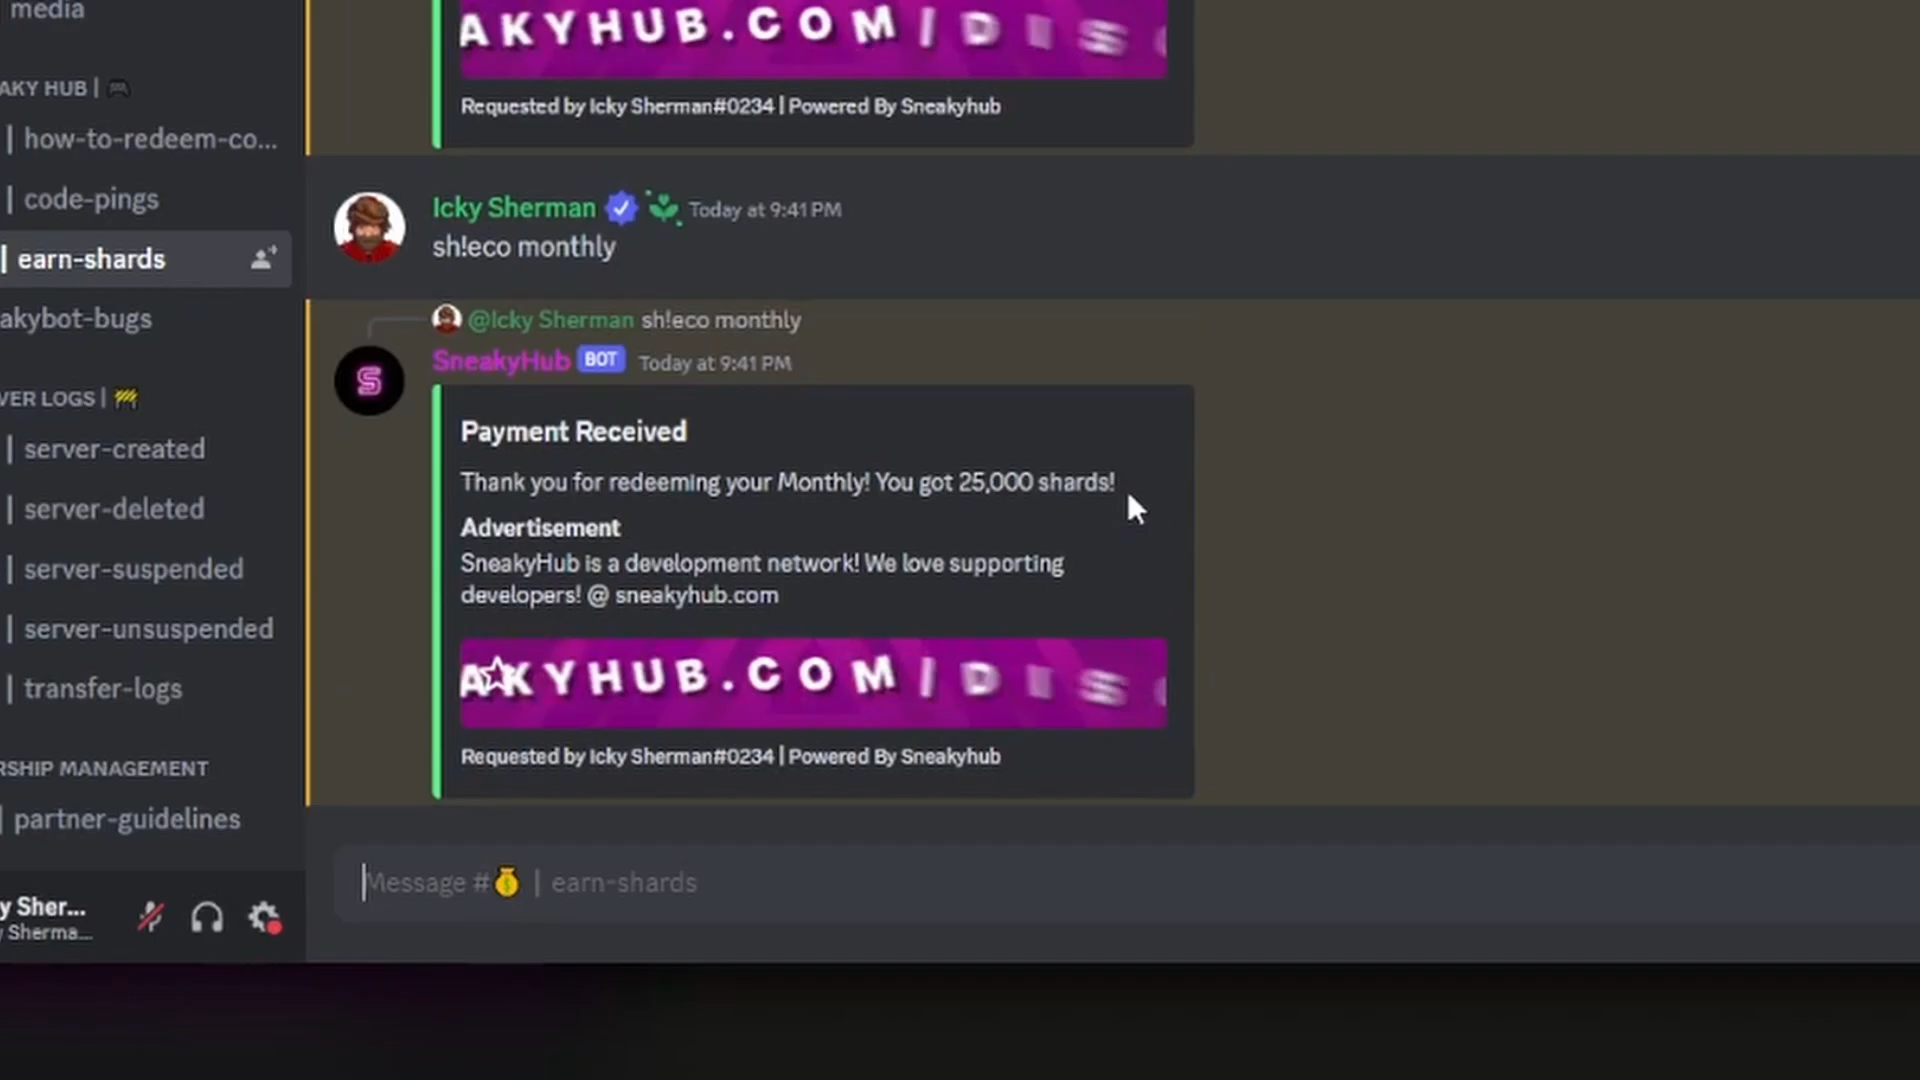 media
AKYHUB.COM|DIS
AKY HUB |
Requested by Icky Sherman#0234 | Powered By Sneakyhub
| how-to-redeem-co...
| code-pings
Icky Sherman Today at 9:41 PM
sh!eco monthly
| earn-shards
akybot-bugs
@Icky Sherman sh!eco monthly
SneakyHub BOT Today at 9:41 PM
S
VER LOGS |
Payment Received
| server-created
Thank you for redeeming your Monthly! You got 25,000 shards!
| server-deleted
Advertisement
SneakyHub is a development network! We love supporting
developers! @ sneakyhub.com
| server-suspended
| server-unsuspended
AKYHUB.COM|DIS
| transfer-logs
Requested by Icky Sherman#0234 | Powered By Sneakyhub
RSHIP MANAGEMENT
| partner-guidelines
Message #💰 | earn-shards
y Sher...
Sherma...